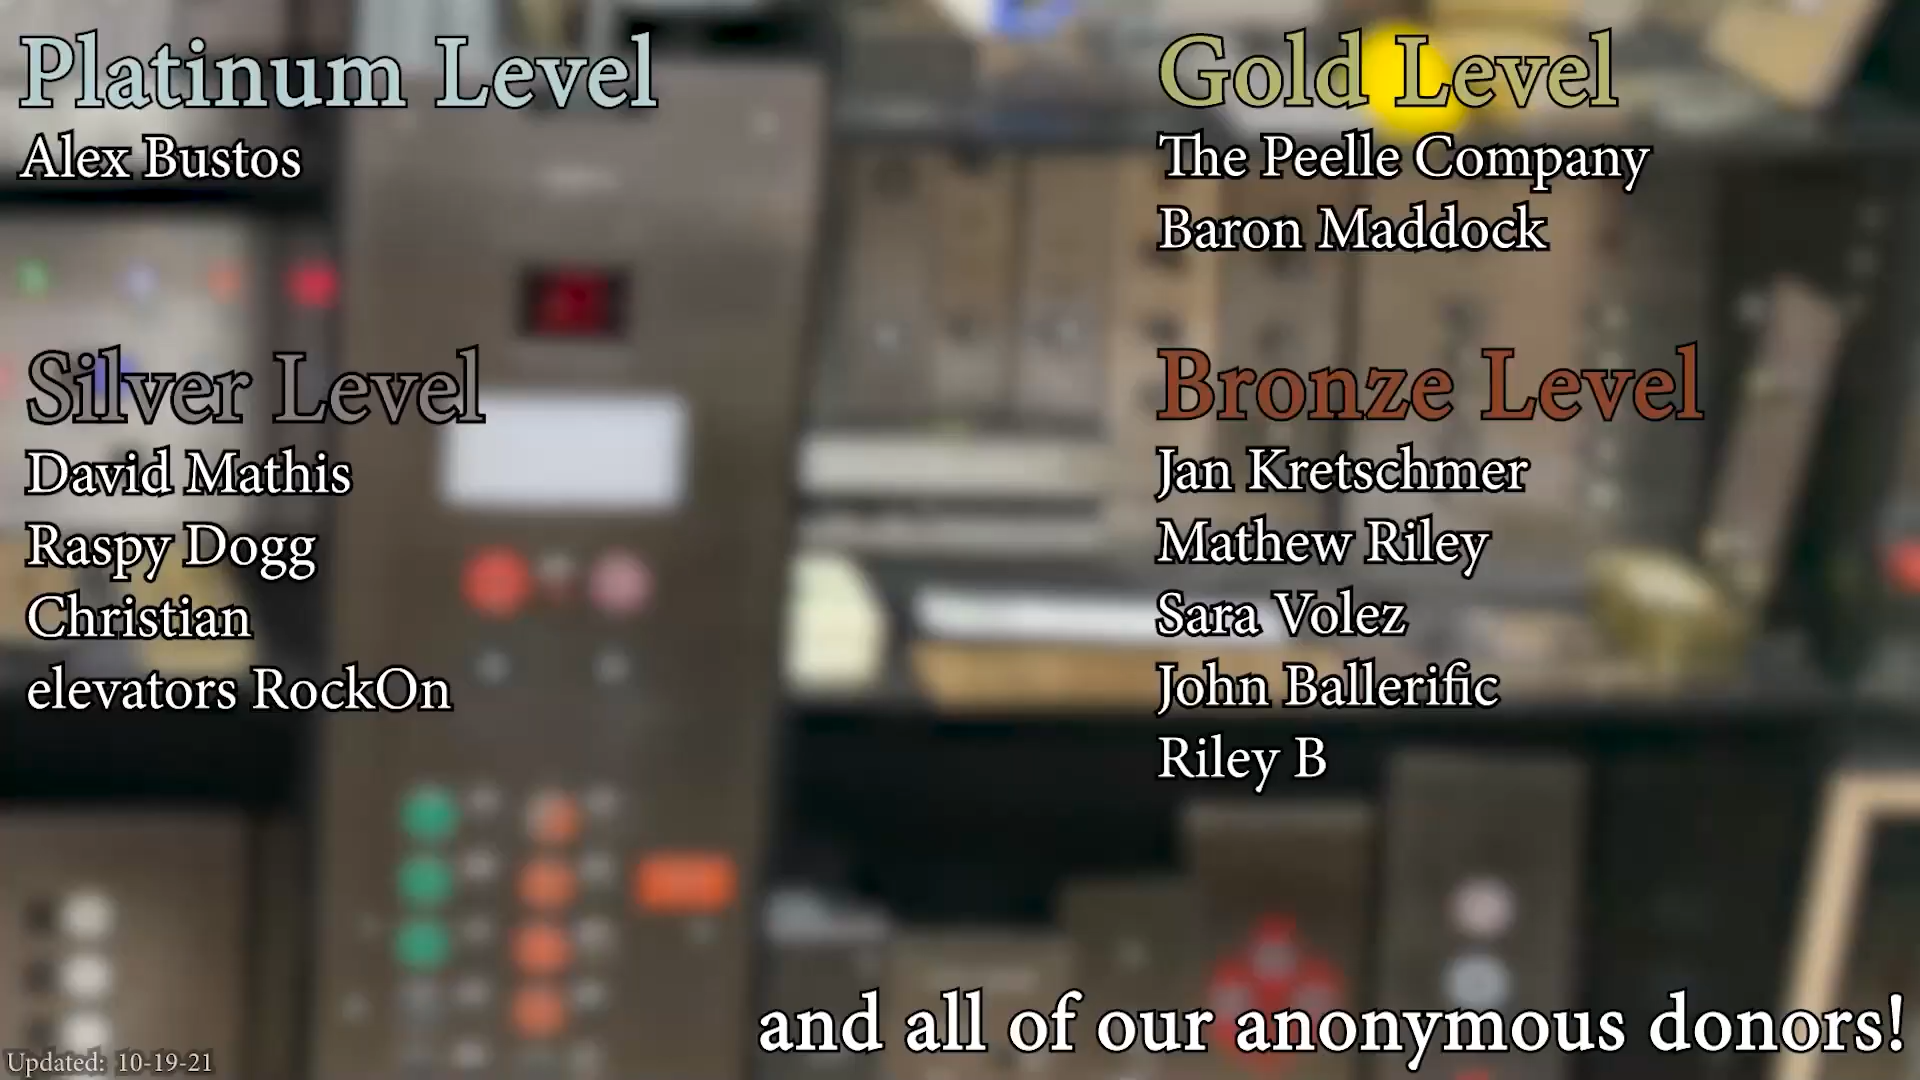 Platinum Level
Alex Bustos
Gold Level
The Peelle Company
Baron Maddock
Silver Level
David Mathis
Raspy Dogg
Christian
elevators RockOn
Bronze Level
Jan Kretschmer
Mathew Riley
Sara Volez
John Ballerific
Riley B
and all of our anonymous donors!
Updated: 10-19-21